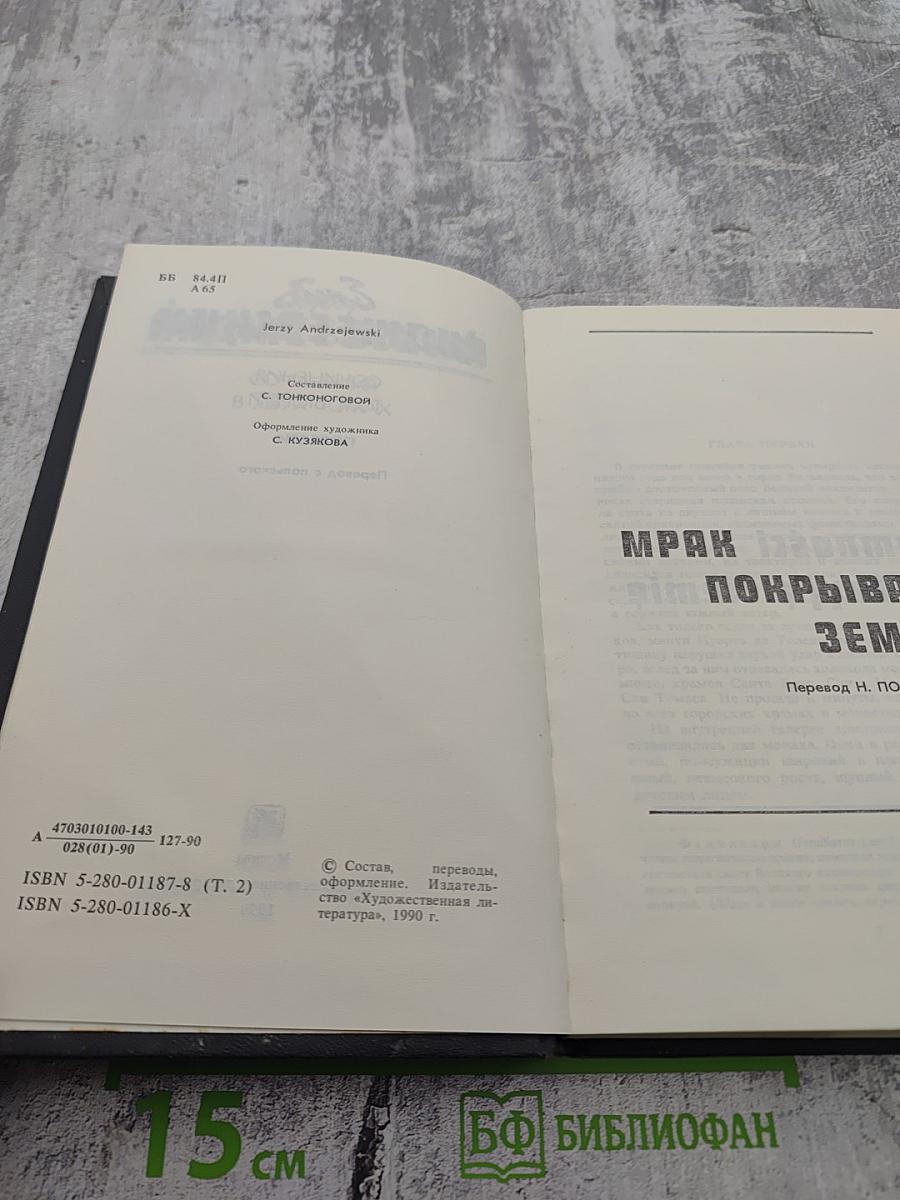 ББ 84.4П
А 65
Jerzy Andrzejewski
Составление
С. ТОНКОНОГОВОЙ
Оформление художника
С. КУЗЯКОВА
А 4703010100-143
028(01)-90
127-90
ISBN 5-280-01187-8 (Т. 2)
ISBN 5-280-01186-X
© Состав, переводы,
оформление. Издатель-
ство «Художественная ли-
тература», 1990 г.
МРАК
ПОКРЫВА
ЗЕМ
Перевод Н. ПО
15 см
БФ БИБЛИОФАН